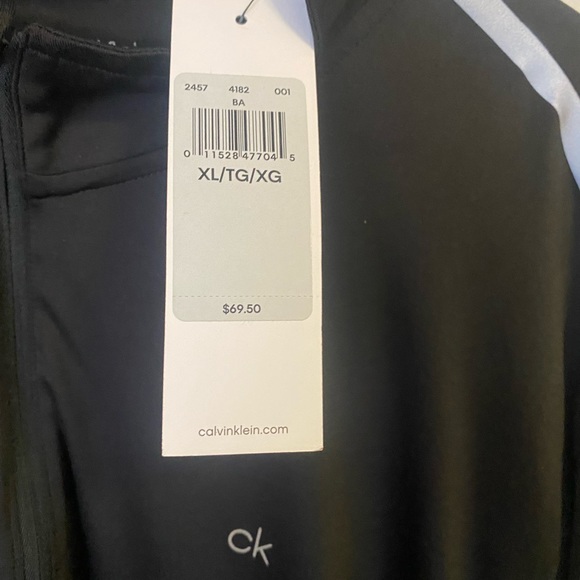 2457 4182 001
BA
0 11528 47704 5
XL/TG/XG
$69.50
calvinklein.com
ck